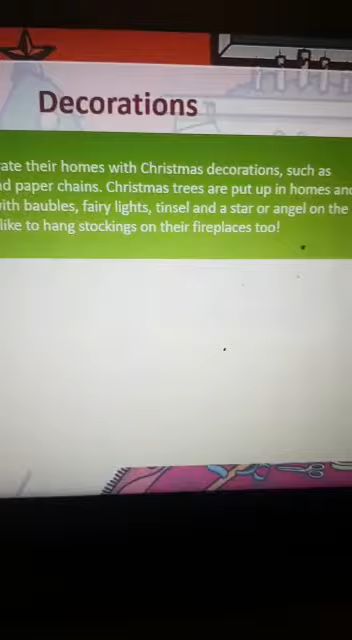 Decorations
ate their homes with Christmas decorations, such as
d paper chains. Christmas trees are put up in homes and
ith baubles, fairy lights, tinsel and a star or angel on the
like to hang stockings on their fireplaces too!